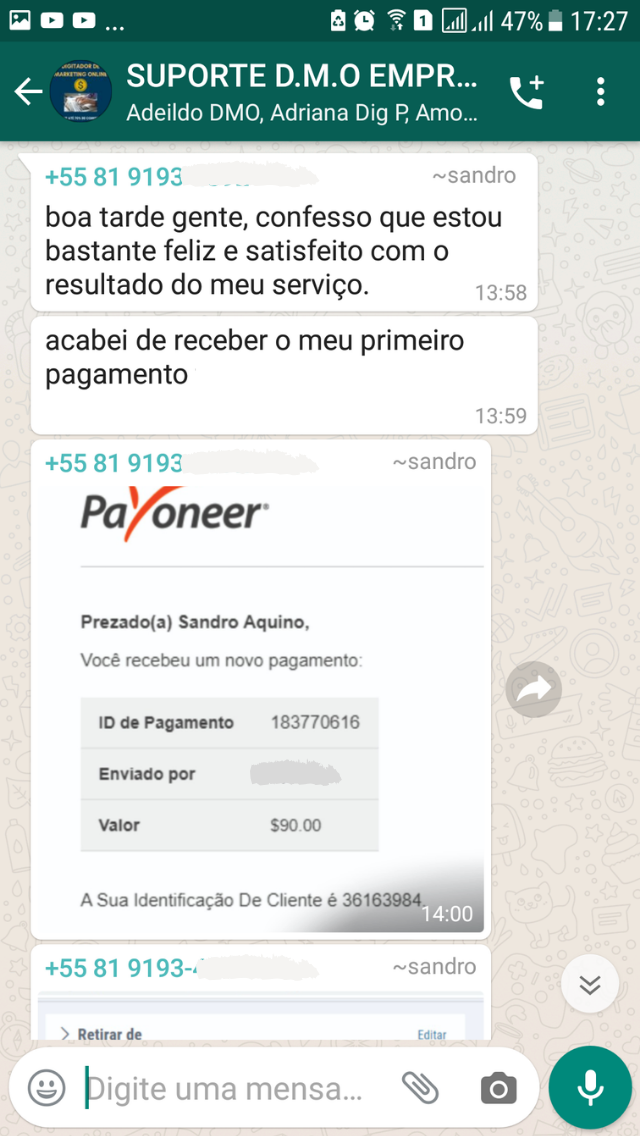 ... 1 47% 17:27
SUPORTE D.M.O EMPR...
Adeildo DMO, Adriana Dig P, Amo...
+55 81 9193 ~sandro
boa tarde gente, confesso que estou
bastante feliz e satisfeito com o
resultado do meu serviço.
13:58
acabei de receber o meu primeiro
pagamento
13:59
+55 81 9193 ~sandro
Payoneer
Prezado(a) Sandro Aquino,
Você recebeu um novo pagamento:
ID de Pagamento 183770616
Enviado por
Valor $90.00
A Sua Identificação De Cliente é 36163984.
14:00
+55 81 9193- ~sandro
Retirar de Editar
Digite uma mensa...